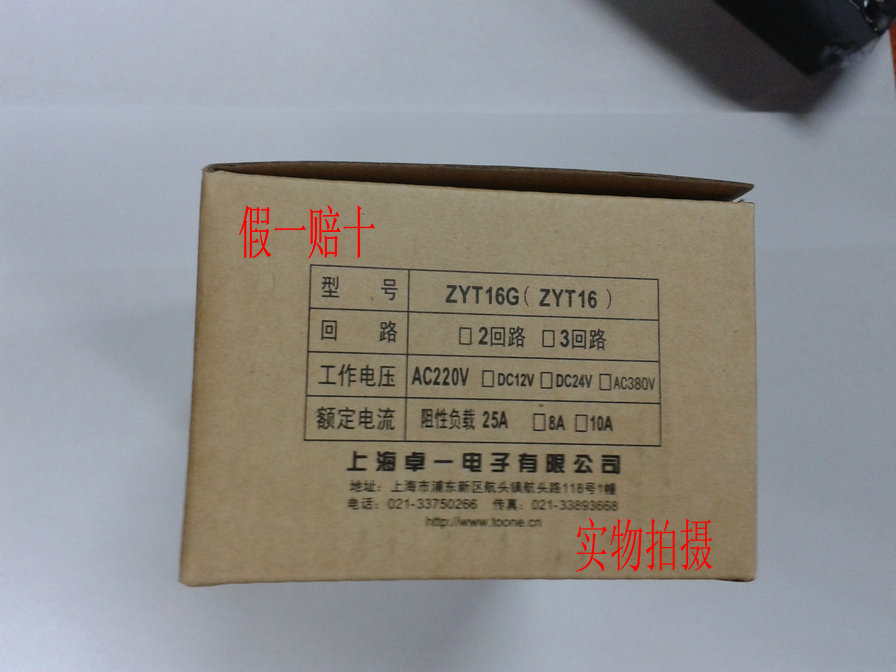 假一赔十
型 号 ZYT16G（ZYT16）
回 路 □2回路 □3回路
工作电压 AC220V □DC12V □DC24V □AC380V
额定电流 阻性负载 25A □8A □10A
上海卓一电子有限公司
地址：上海市浦东新区航头镇航头路118号1幢
电话：021-33750266 传真：021-33893668
http://www.toone.cn
实物拍摄